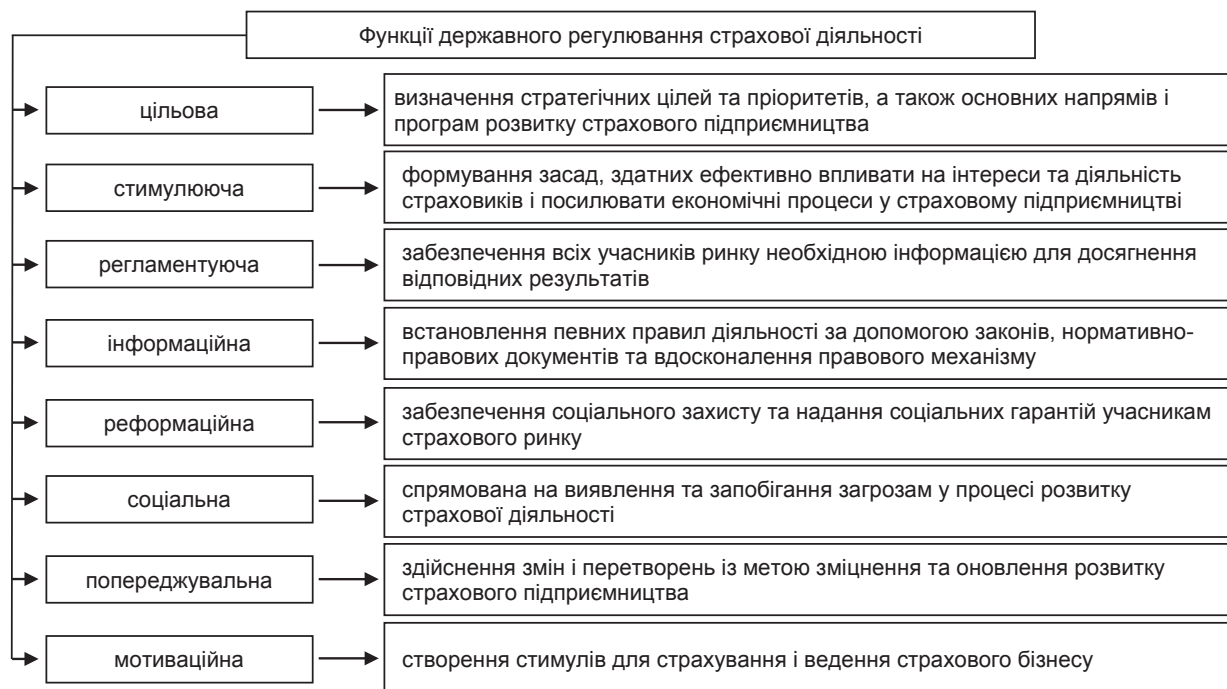 Функції державного регулювання страхової діяльності
цільова
визначення стратегічних цілей та пріоритетів, а також основних напрямів і
програм розвитку страхового підприємництва
стимулююча
формування засад, здатних ефективно впливати на інтереси та діяльність
страховиків і посилювати економічні процеси у страховому підприємництві
регламентуюча
забезпечення всіх учасників ринку необхідною інформацією для досягнення
відповідних результатів
інформаційна
встановлення певних правил діяльності за допомогою законів, нормативно-
правових документів та вдосконалення правового механізму
реформаційна
забезпечення соціального захисту та надання соціальних гарантій учасникам
страхового ринку
соціальна
спрямована на виявлення та запобігання загрозам у процесі розвитку
страхової діяльності
попереджувальна
здійснення змін і перетворень із метою зміцнення та оновлення розвитку
страхового підприємництва
мотиваційна
створення стимулів для страхування і ведення страхового бізнесу